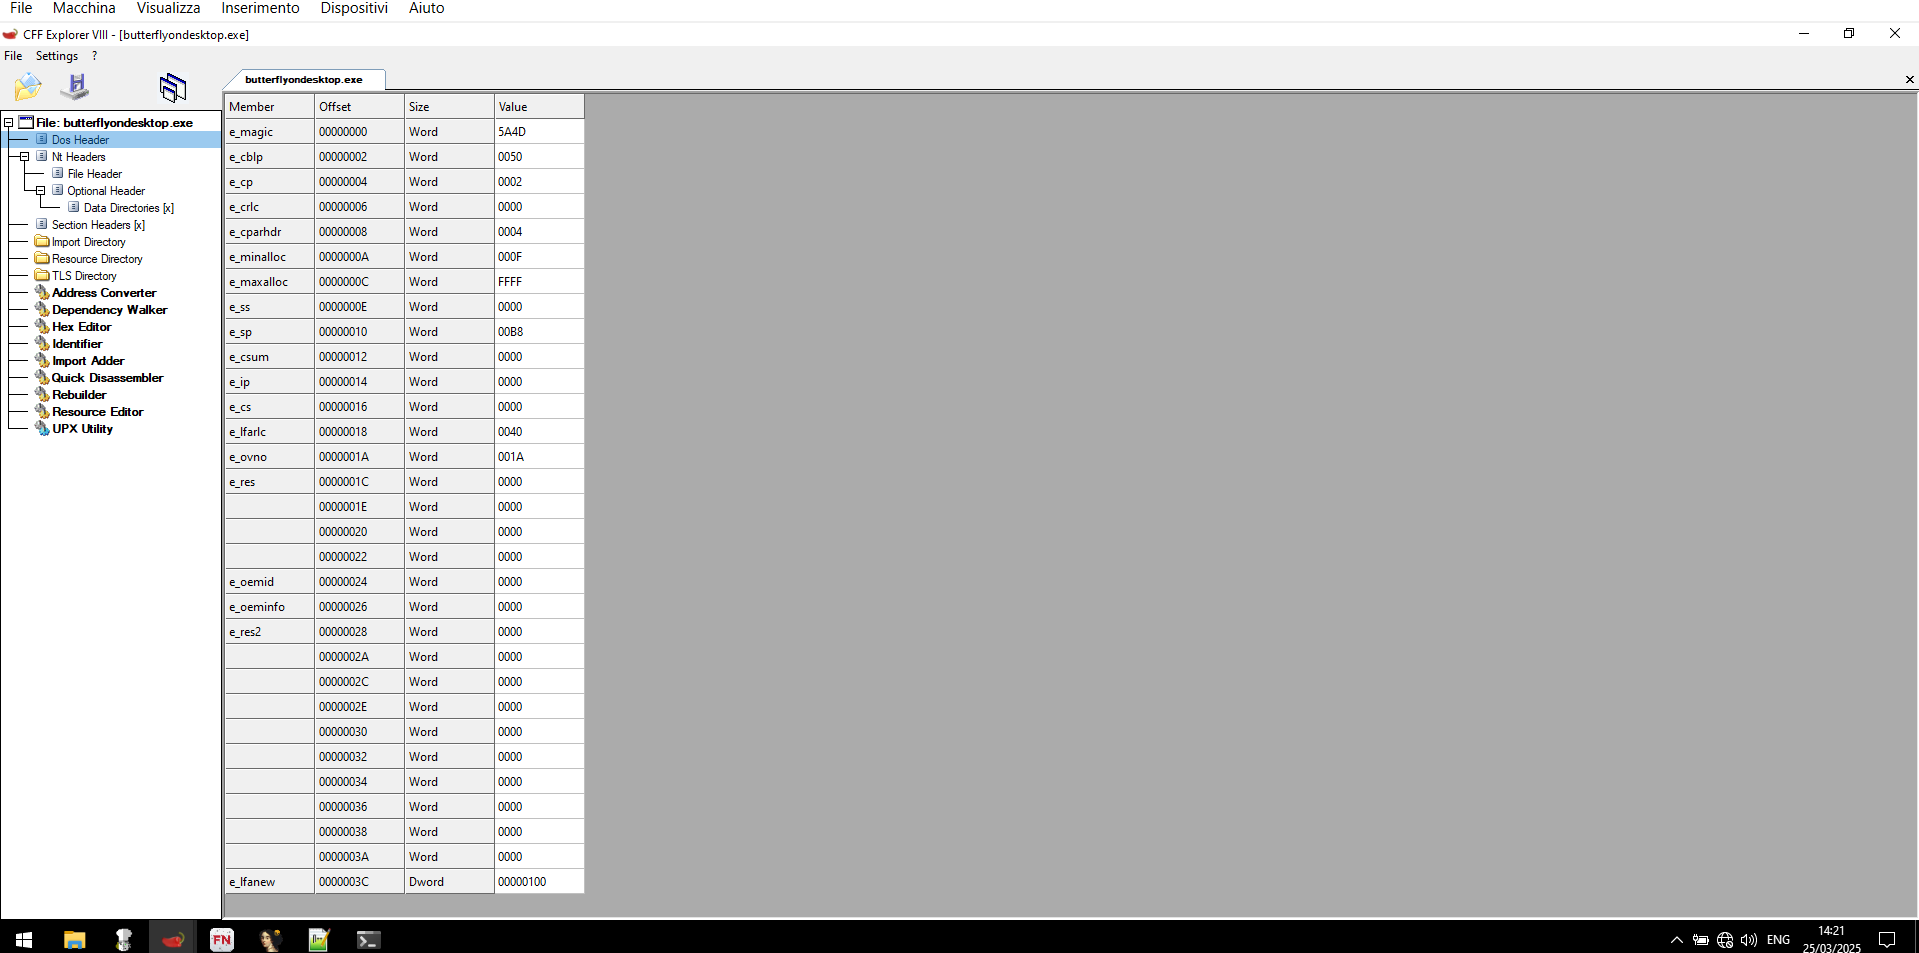 File Macchina Visualizza Inserimento Dispositivi Aiuto
CFF Explorer VIII - [butterflyondesktop.exe]
File Settings ?
butterflyondesktop.exe
File: butterflyondesktop.exe
Dos Header
Nt Headers
File Header
Optional Header
Data Directories [x]
Section Headers [x]
Import Directory
Resource Directory
TLS Directory
Address Converter
Dependency Walker
Hex Editor
Identifier
Import Adder
Quick Disassembler
Rebuilder
Resource Editor
UPX Utility
Member Offset Size Value
e_magic 00000000 Word 5A4D
e_cblp 00000002 Word 0050
e_cp 00000004 Word 0002
e_crlc 00000006 Word 0000
e_cparhdr 00000008 Word 0004
e_minalloc 0000000A Word 000F
e_maxalloc 0000000C Word FFFF
e_ss 0000000E Word 0000
e_sp 00000010 Word 00B8
e_csum 00000012 Word 0000
e_ip 00000014 Word 0000
e_cs 00000016 Word 0000
e_lfarlc 00000018 Word 0040
e_ovno 0000001A Word 001A
e_res 0000001C Word 0000
0000001E Word 0000
00000020 Word 0000
00000022 Word 0000
e_oemid 00000024 Word 0000
e_oeminfo 00000026 Word 0000
e_res2 00000028 Word 0000
0000002A Word 0000
0000002C Word 0000
0000002E Word 0000
00000030 Word 0000
00000032 Word 0000
00000034 Word 0000
00000036 Word 0000
00000038 Word 0000
0000003A Word 0000
e_lfanew 0000003C Dword 00000100
FN
ENG
14:21
25/03/2025